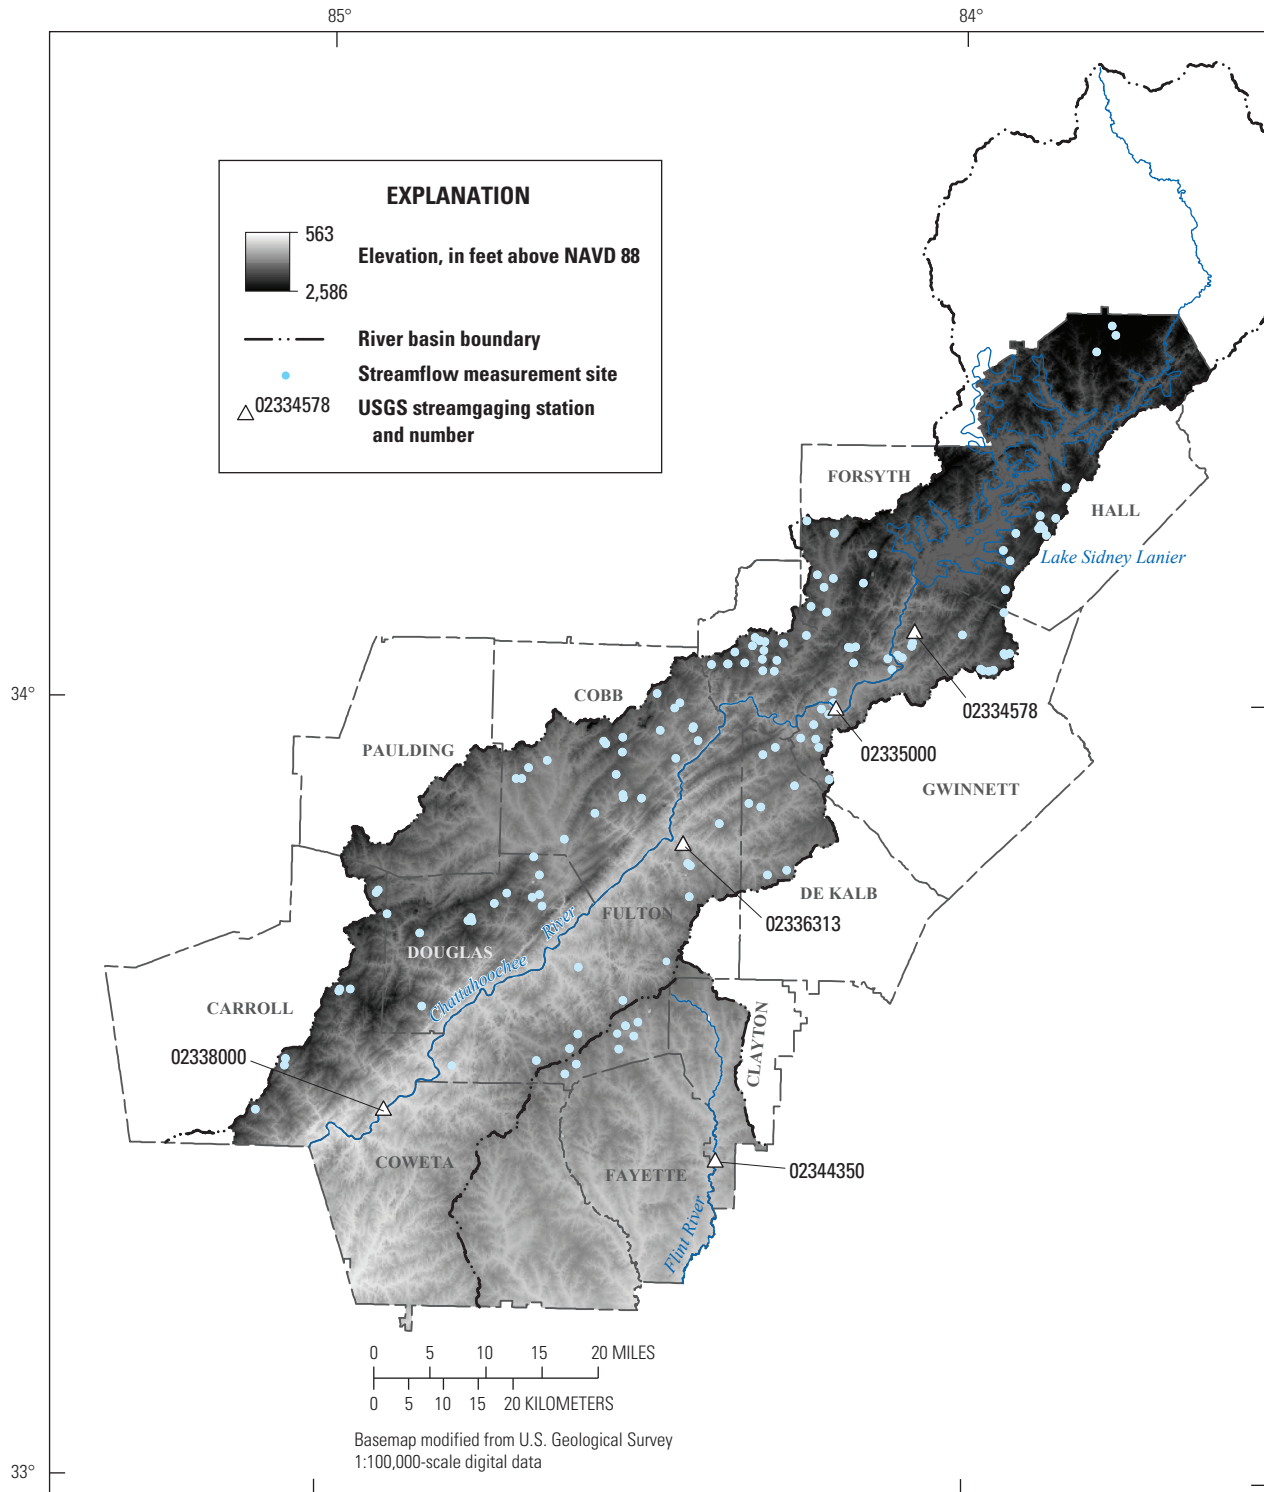 85°
84°
EXPLANATION
563
Elevation, in feet above NAVD 88
2,586
River basin boundary
Streamflow measurement site
02334578
USGS streamgaging station
and number
FORSYTH
HALL
Lake Sidney Lanier
34°
COBB
02334578
PAULDING
02335000
GWINNETT
DE KALB
FULTON
02336313
River
DOUGLAS
Chattahoochee
CARROLL
CLAYTON
02338000
COWETA
FAYETTE
02344350
Flint River
0 5 10 15 20 MILES
0 5 10 15 20 KILOMETERS
Basemap modified from U.S. Geological Survey
1:100,000-scale digital data
33°